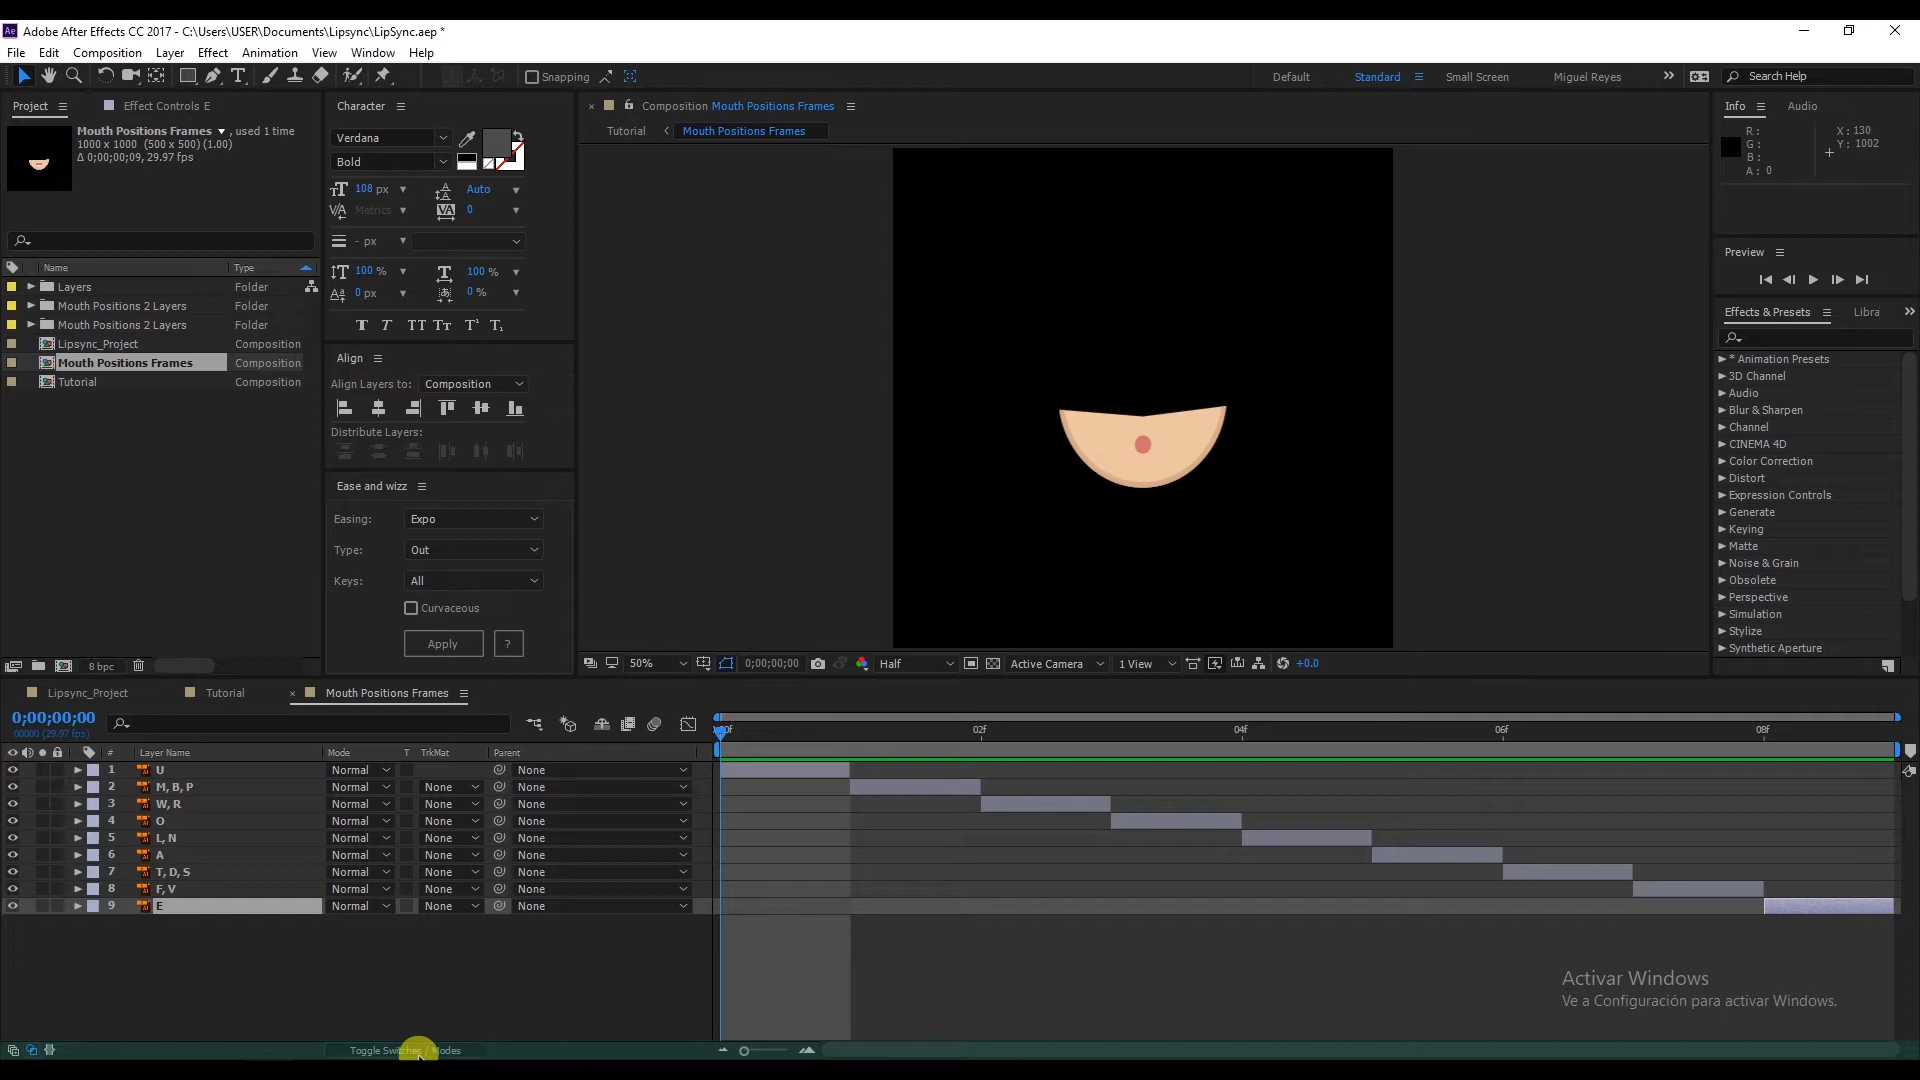 Adobe After Effects CC 2017 - C:\Users\USER\Documents\Lipsync\LipSync.aep *
File Edit Composition Layer Effect Animation View Window Help
Snapping Default Standard Small Screen Miguel Reyes Search Help
Project Effect Controls E
Mouth Positions Frames , used 1 time
1000 x 1000 (500 x 500) (1.00)
Δ 0;00;00;09, 29.97 fps
Name Type
Layers Folder
Mouth Positions 2 Layers Folder
Mouth Positions 2 Layers Folder
Lipsync_Project Composition
Mouth Positions Frames Composition
Tutorial Composition
8 bpc
Character
Verdana
Bold
108 px Auto
Metrics 0
- px
100 % 100 %
0 px 0 %
Align
Align Layers to: Composition
Distribute Layers:
Ease and wizz
Easing: Expo
Type: Out
Keys: All
Curvaceous
Apply ?
Composition Mouth Positions Frames
Tutorial Mouth Positions Frames
50% 0;00;00;00 Half Active Camera 1 View +0.0
Info Audio
R :
G :
B :
A : 0
X : 130
Y : 1002
Preview
Effects & Presets Libra
* Animation Presets
3D Channel
Audio
Blur & Sharpen
Channel
CINEMA 4D
Color Correction
Distort
Expression Controls
Generate
Keying
Matte
Noise & Grain
Obsolete
Perspective
Simulation
Stylize
Synthetic Aperture
Lipsync_Project Tutorial Mouth Positions Frames
0;00;00;00
00000 (29.97 fps)
02f 04f 06f 08f
# Layer Name Mode T TrkMat Parent
1 U Normal None
2 M, B, P Normal None None
3 W, R Normal None None
4 O Normal None None
5 L, N Normal None None
6 A Normal None None
7 T, D, S Normal None None
8 F, V Normal None None
9 E Normal None None
Toggle Switches / Modes
Activar Windows
Ve a Configuración para activar Windows.